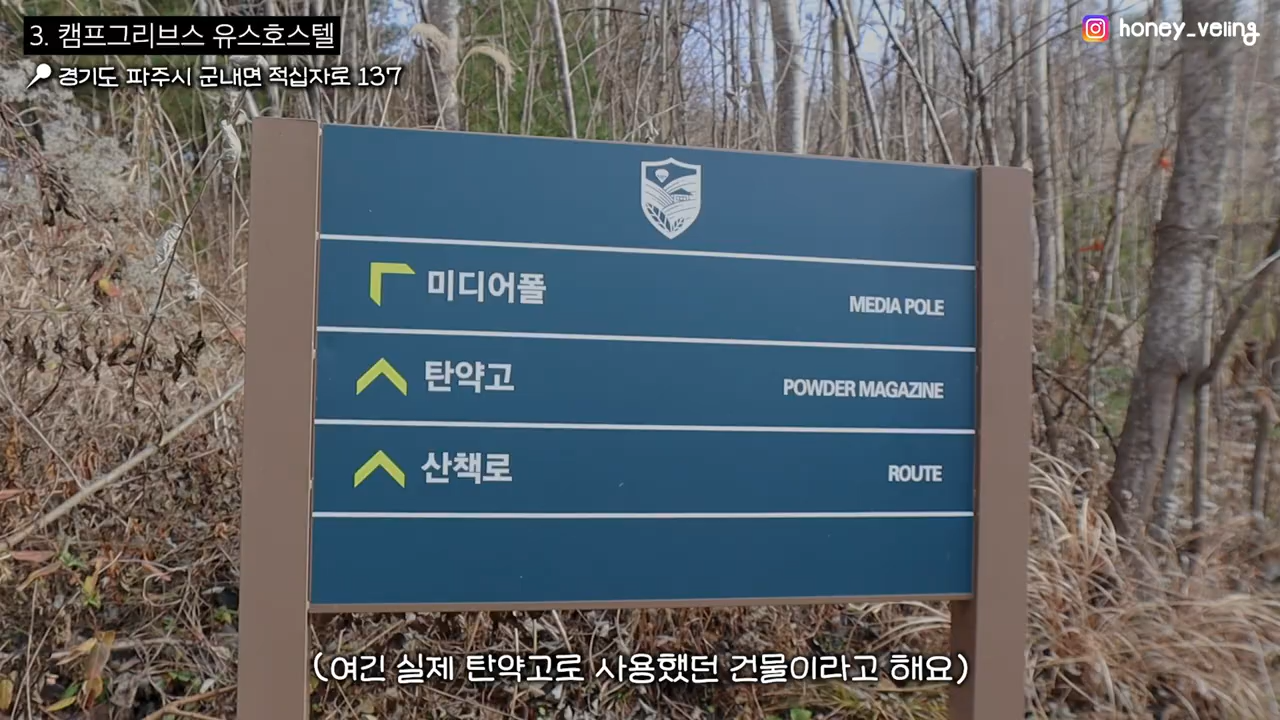 3. 캠프그리브스 유스호스텔
경기도 파주시 군내면 적십자로 137
honey_veling
미디어폴 MEDIA POLE
탄약고 POWDER MAGAZINE
산책로 ROUTE
(여긴 실제 탄약고로 사용했던 건물이라고 해요)